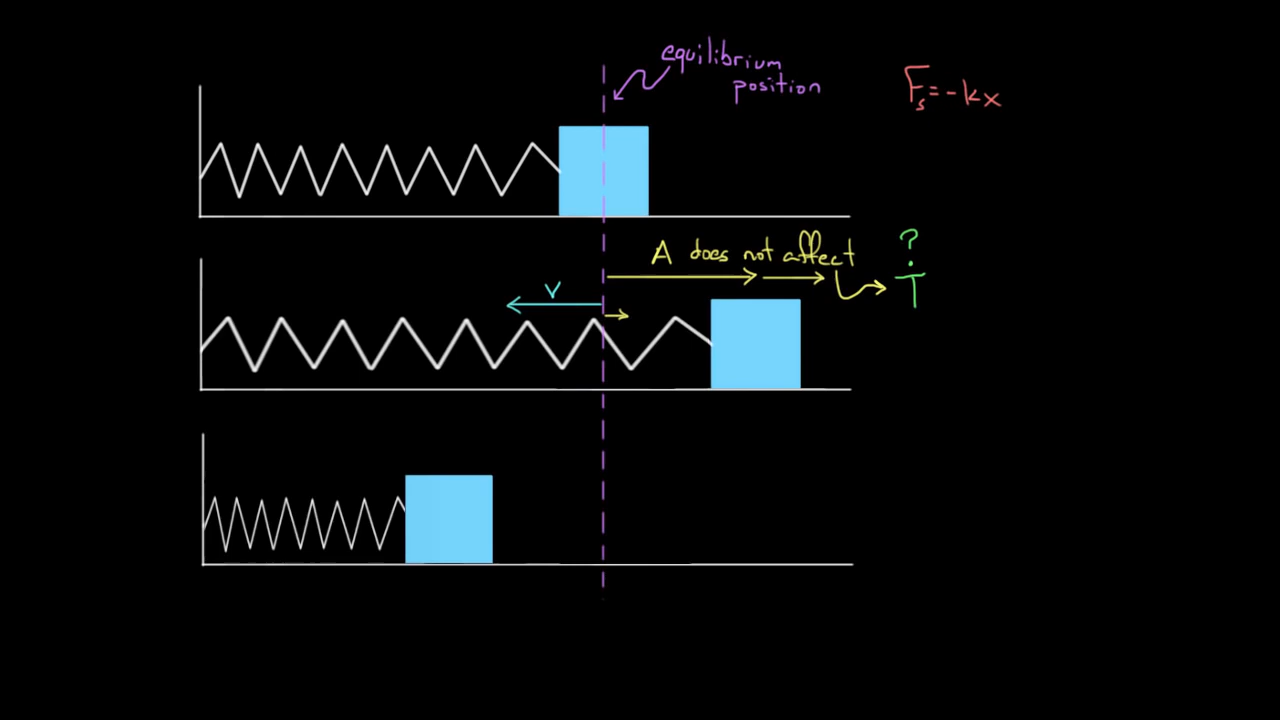 equilibrium
position
Fs=-kx
A does not affect
?
T
v